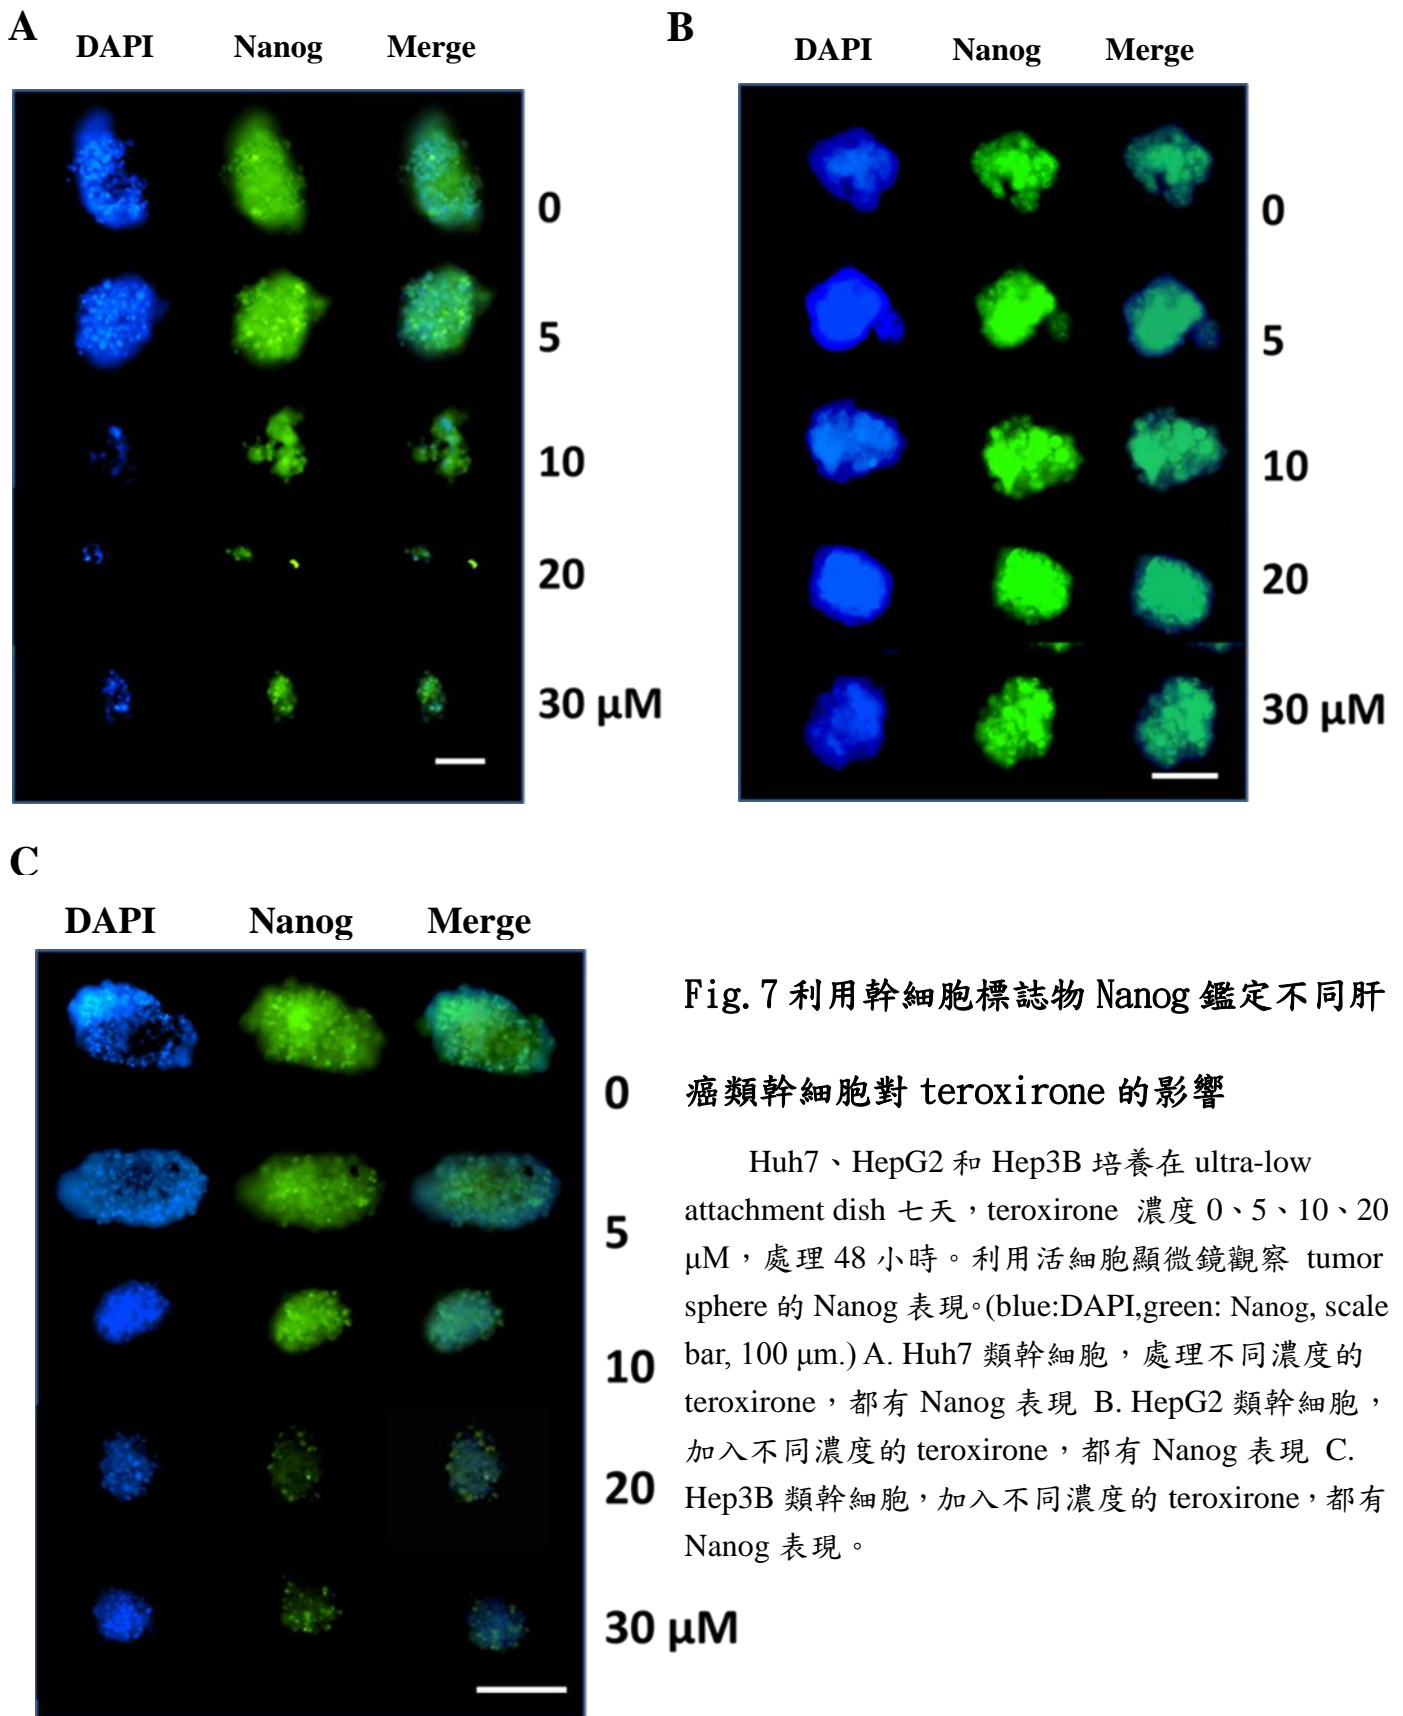 A
DAPI Nanog Merge
0
5
10
20
30 μM
B
DAPI Nanog Merge
0
5
10
20
30 μM
C
DAPI Nanog Merge
0
5
10
20
30 μM
Fig.7 利用幹細胞標誌物 Nanog 鑑定不同肝
癌類幹細胞對 teroxirone 的影響
Huh7、HepG2 和 Hep3B 培養在 ultra-low
attachment dish 七天，teroxirone 濃度 0、5、10、20
μM，處理 48 小時。利用活細胞顯微鏡觀察 tumor
sphere 的 Nanog 表現。(blue:DAPI,green: Nanog, scale
bar, 100 μm.) A. Huh7 類幹細胞，處理不同濃度的
teroxirone，都有 Nanog 表現 B. HepG2 類幹細胞，
加入不同濃度的 teroxirone，都有 Nanog 表現 C.
Hep3B 類幹細胞，加入不同濃度的 teroxirone，都有
Nanog 表現。